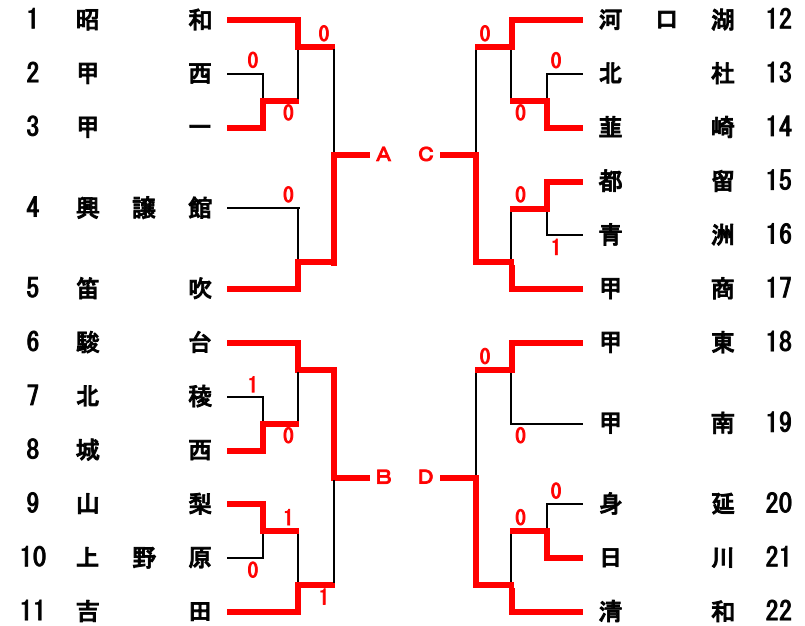 1 昭 和 0 0 河 口 湖 12
2 甲 西 0 0 北 杜 13
3 甲 一 0 0 韮 崎 14
A C
4 興 譲 館 0 0 都 留 15
青 洲 16
1
5 笛 吹 甲 商 17
6 駿 台 0 甲 東 18
7 北 稜 1 甲 南 19
8 城 西 0 0
B D
9 山 梨 1 0 0 身 延 20
10 上 野 原 0 日 川 21
11 吉 田 1 清 和 22